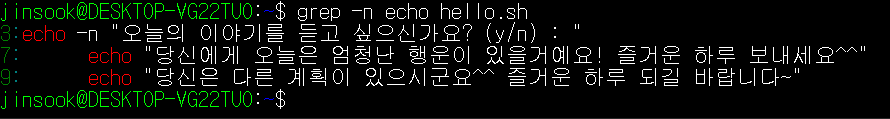 jinsook@DESKTOP-VG22TU0:~$ grep -n echo hello.sh
3:echo -n "오늘의 이야기를 듣고 싶으신가요? (y/n) : "
7:      echo "당신에게 오늘은 엄청난 행운이 있을거예요! 즐거운 하루 보내세요^^"
9:      echo "당신은 다른 계획이 있으시군요^^ 즐거운 하루 되길 바랍니다~"
jinsook@DESKTOP-VG22TU0:~$